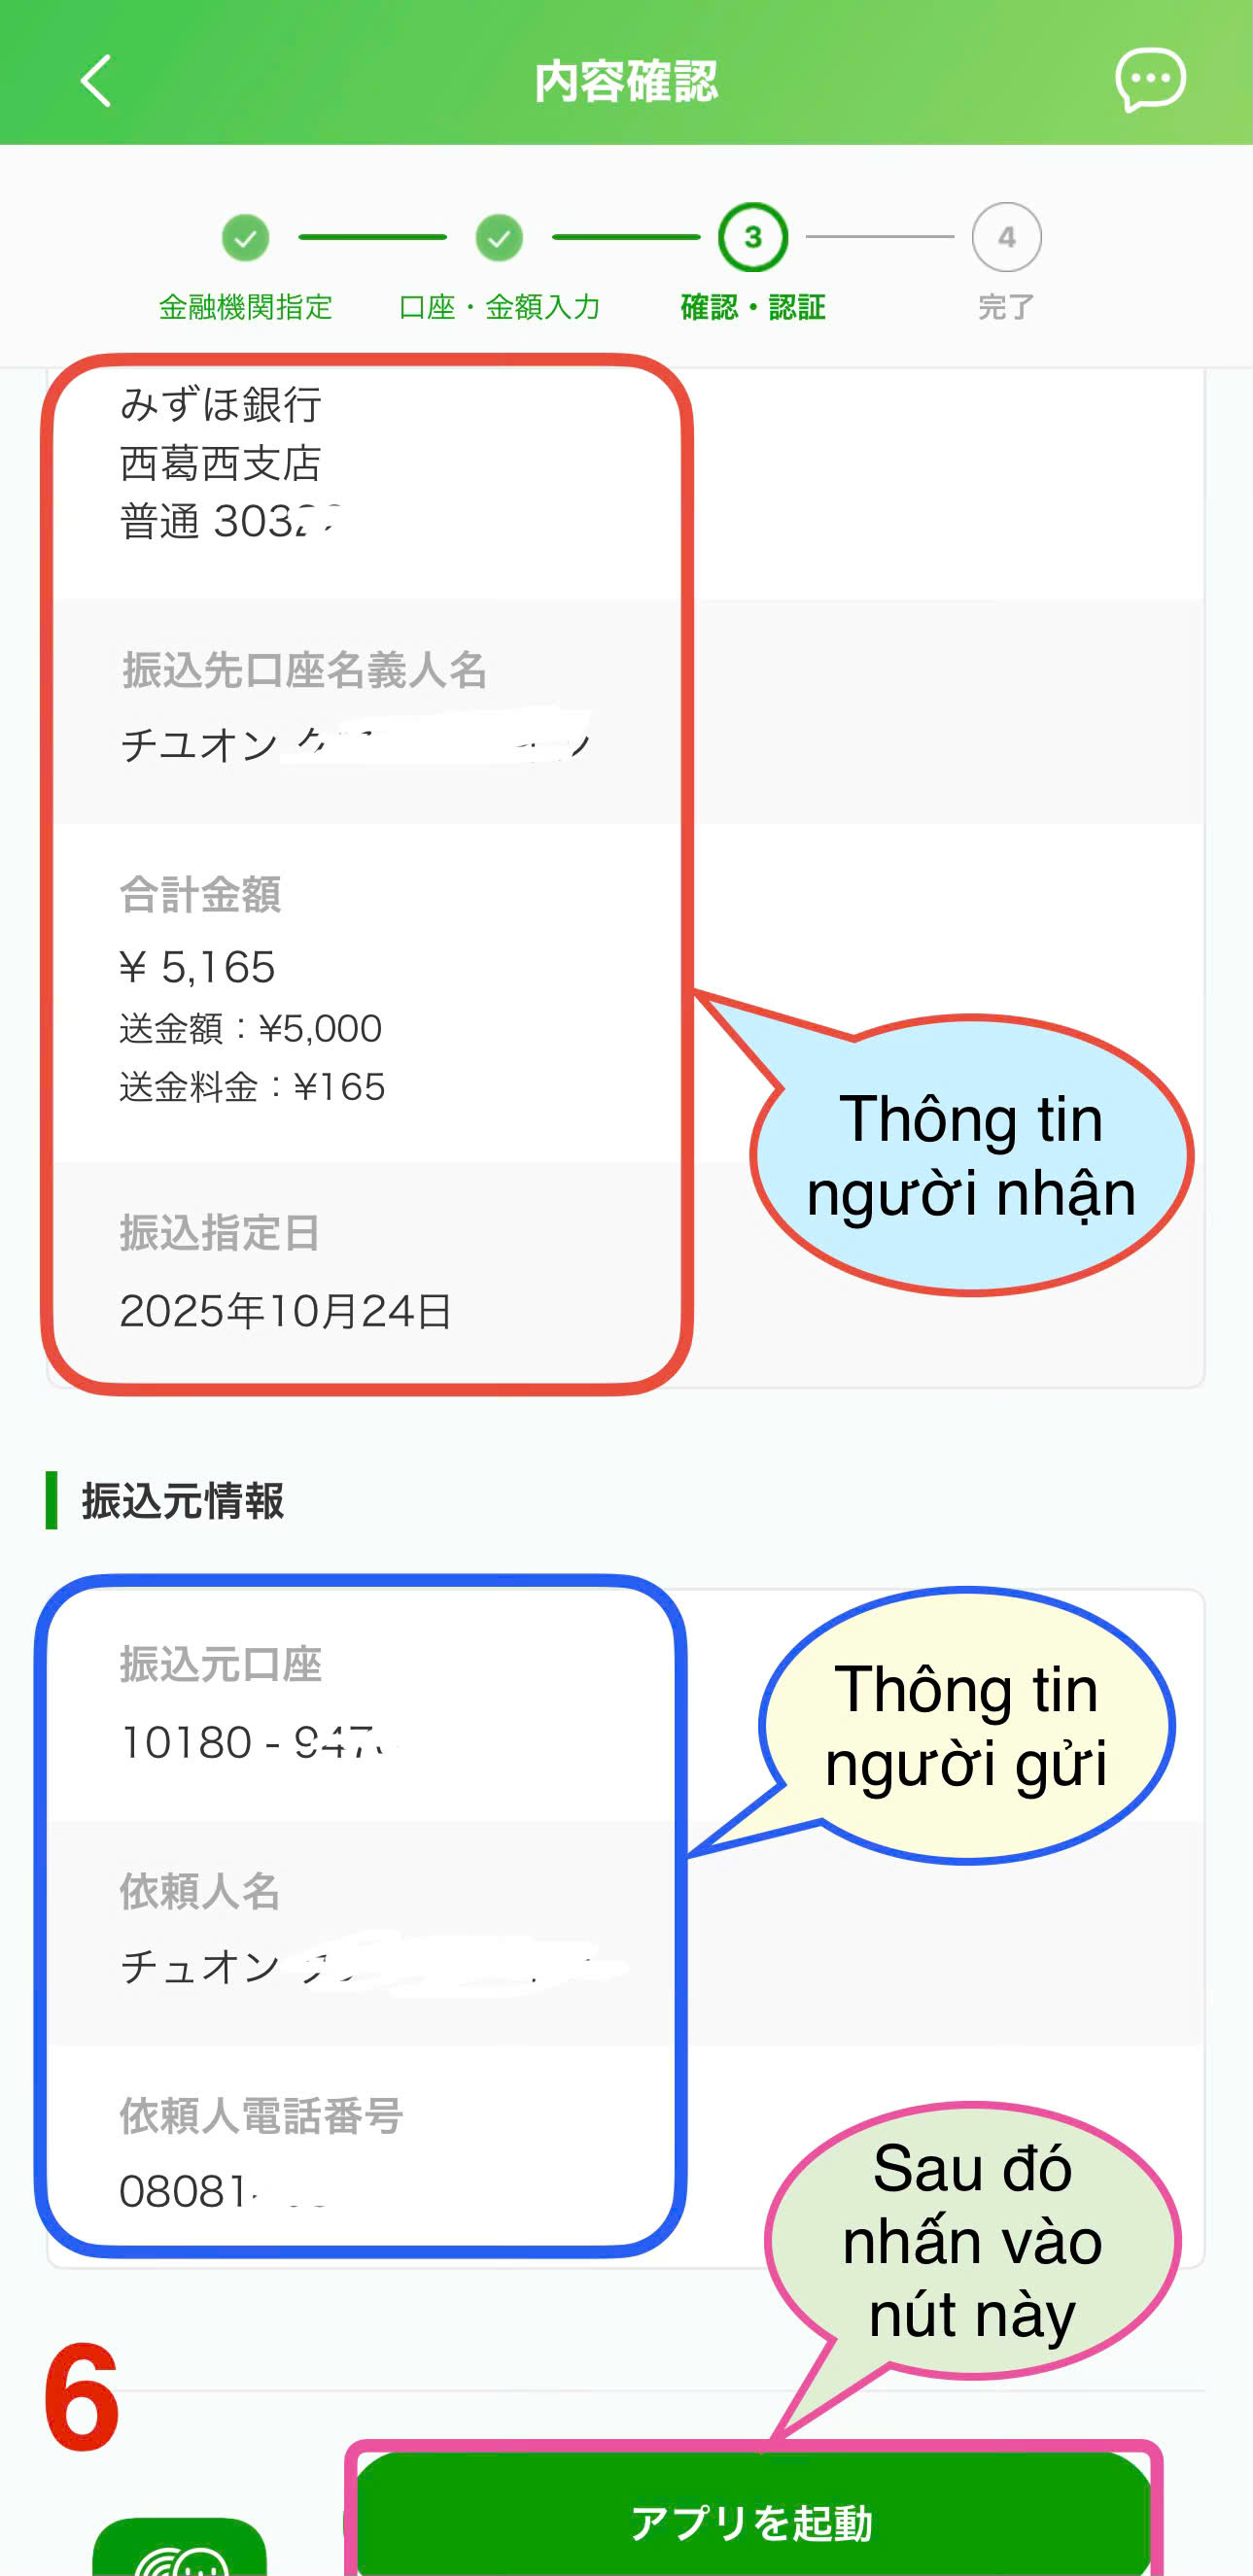 内容確認
3
4
金融機関指定
口座・金額入力
確認・認証
完了
みずほ銀行
西葛西支店
普通 303
振込先口座名義人名
チユオン
合計金額
¥ 5,165
送金額：¥5,000
送金料金：¥165
Thông tin
người nhận
振込指定日
2025年10月24日
振込元情報
振込元口座
10180 - 947
Thông tin
người gửi
依頼人名
チュオン
依頼人電話番号
08081
Sau đó
nhấn vào
nút này
6
アプリを起動